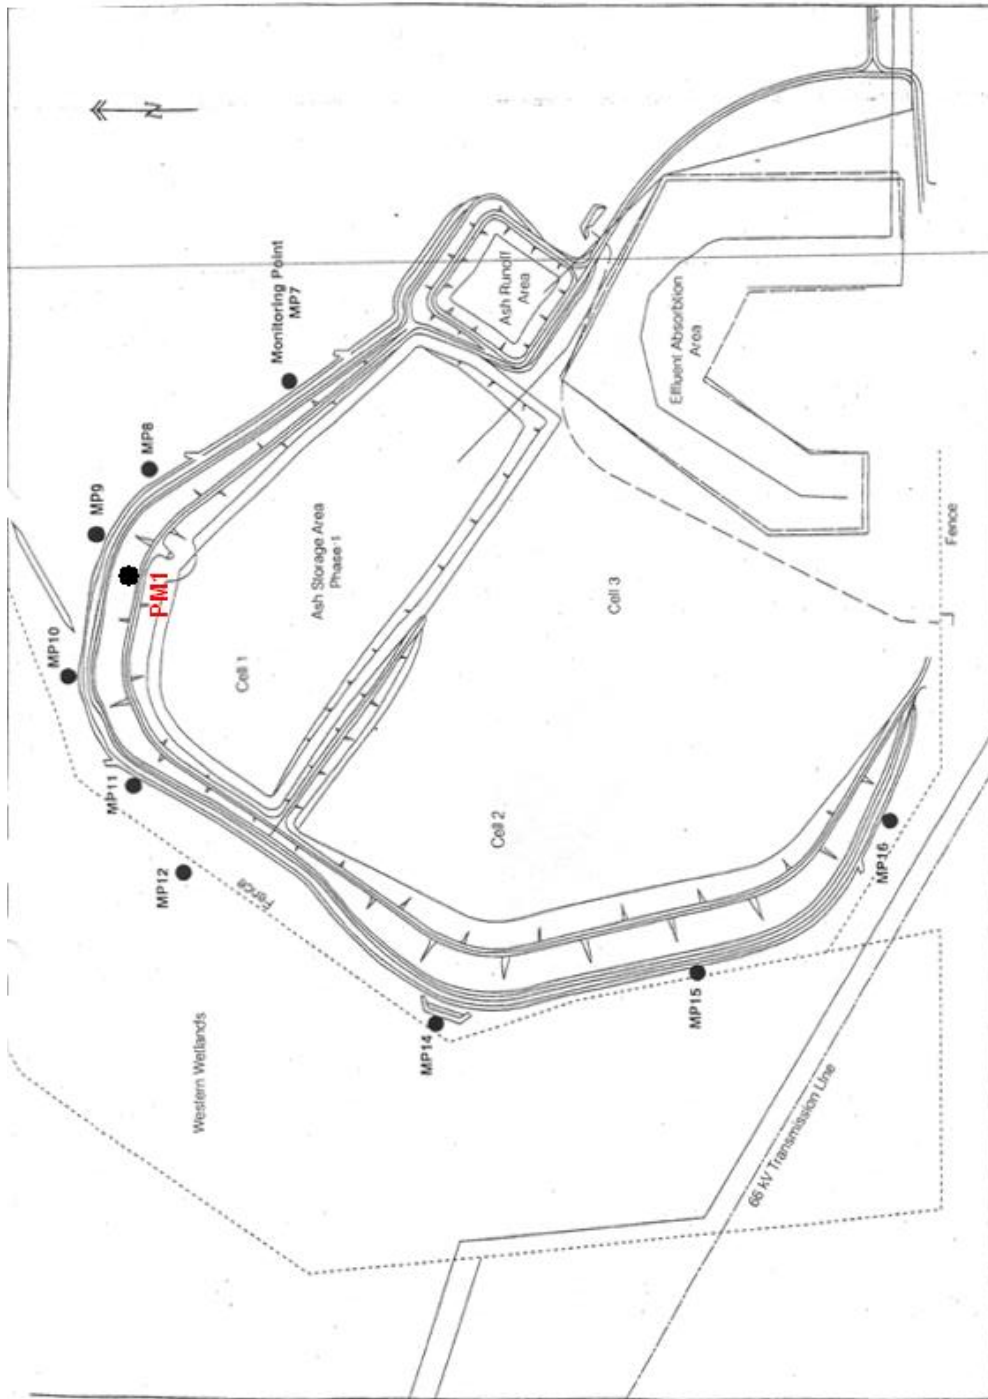 N
Monitoring Point
MP7
MP8
MP9
PM1
MP10
MP11
MP12
MP14
MP15
MP16
Ash Runoff
Area
Effluent Absorbtion
Area
Ash Storage Area
Phase 1
Cell 1
Cell 2
Cell 3
Fence
Fence
Western Wetlands
66 kV Transmission Line